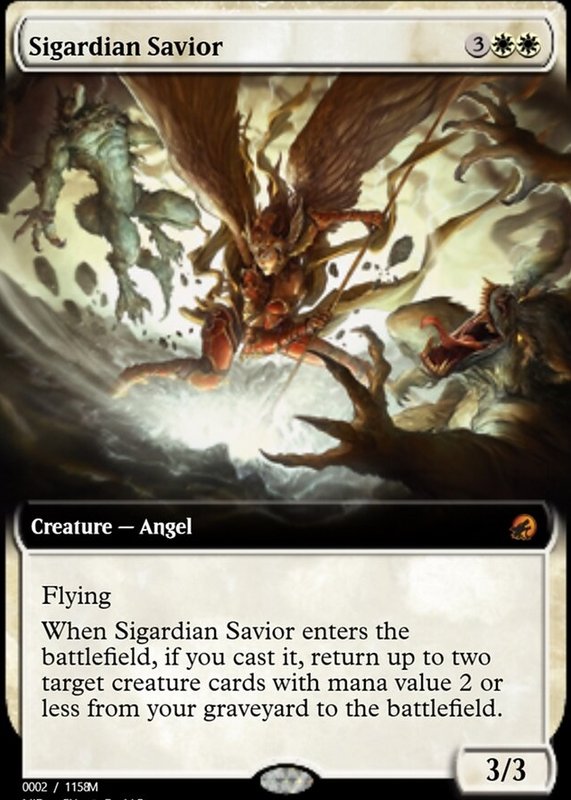 Sigardian Savior 3
Creature — Angel
Flying
When Sigardian Savior enters the
battlefield, if you cast it, return up to two
target creature cards with mana value 2 or
less from your graveyard to the battlefield.
3/3
0002 / 1158M